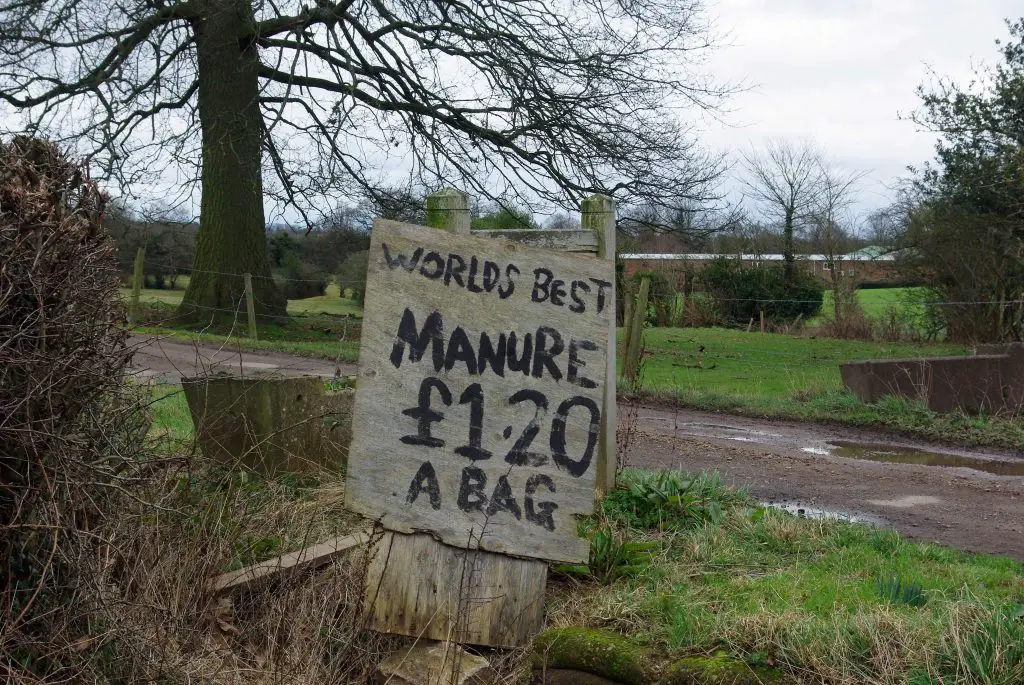 WORLDS BEST
MANURE
£1.20
A BAG